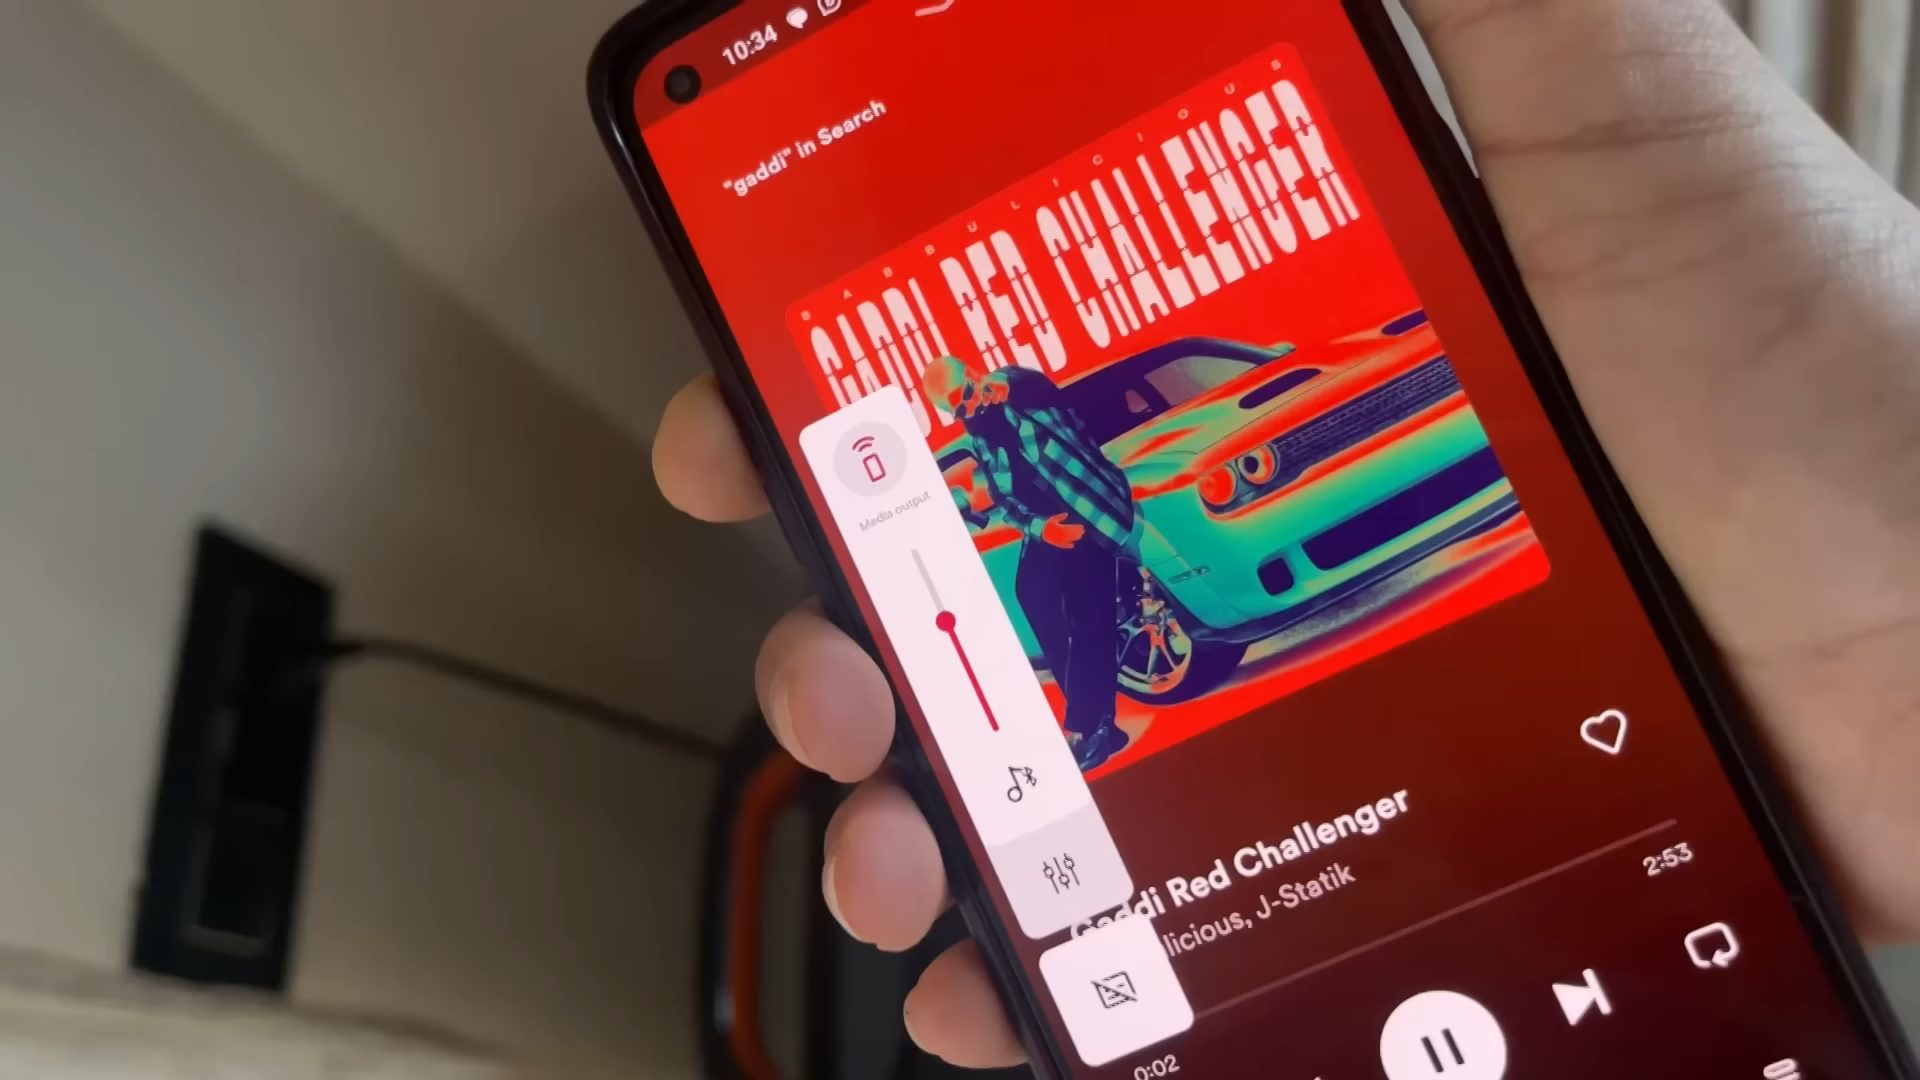 10:34
"gaddi" in Search
BABBULICIOUS
GADDI RED CHALLENGER
Media output
Gaddi Red Challenger
licious, J-Statik
2:53
0:02